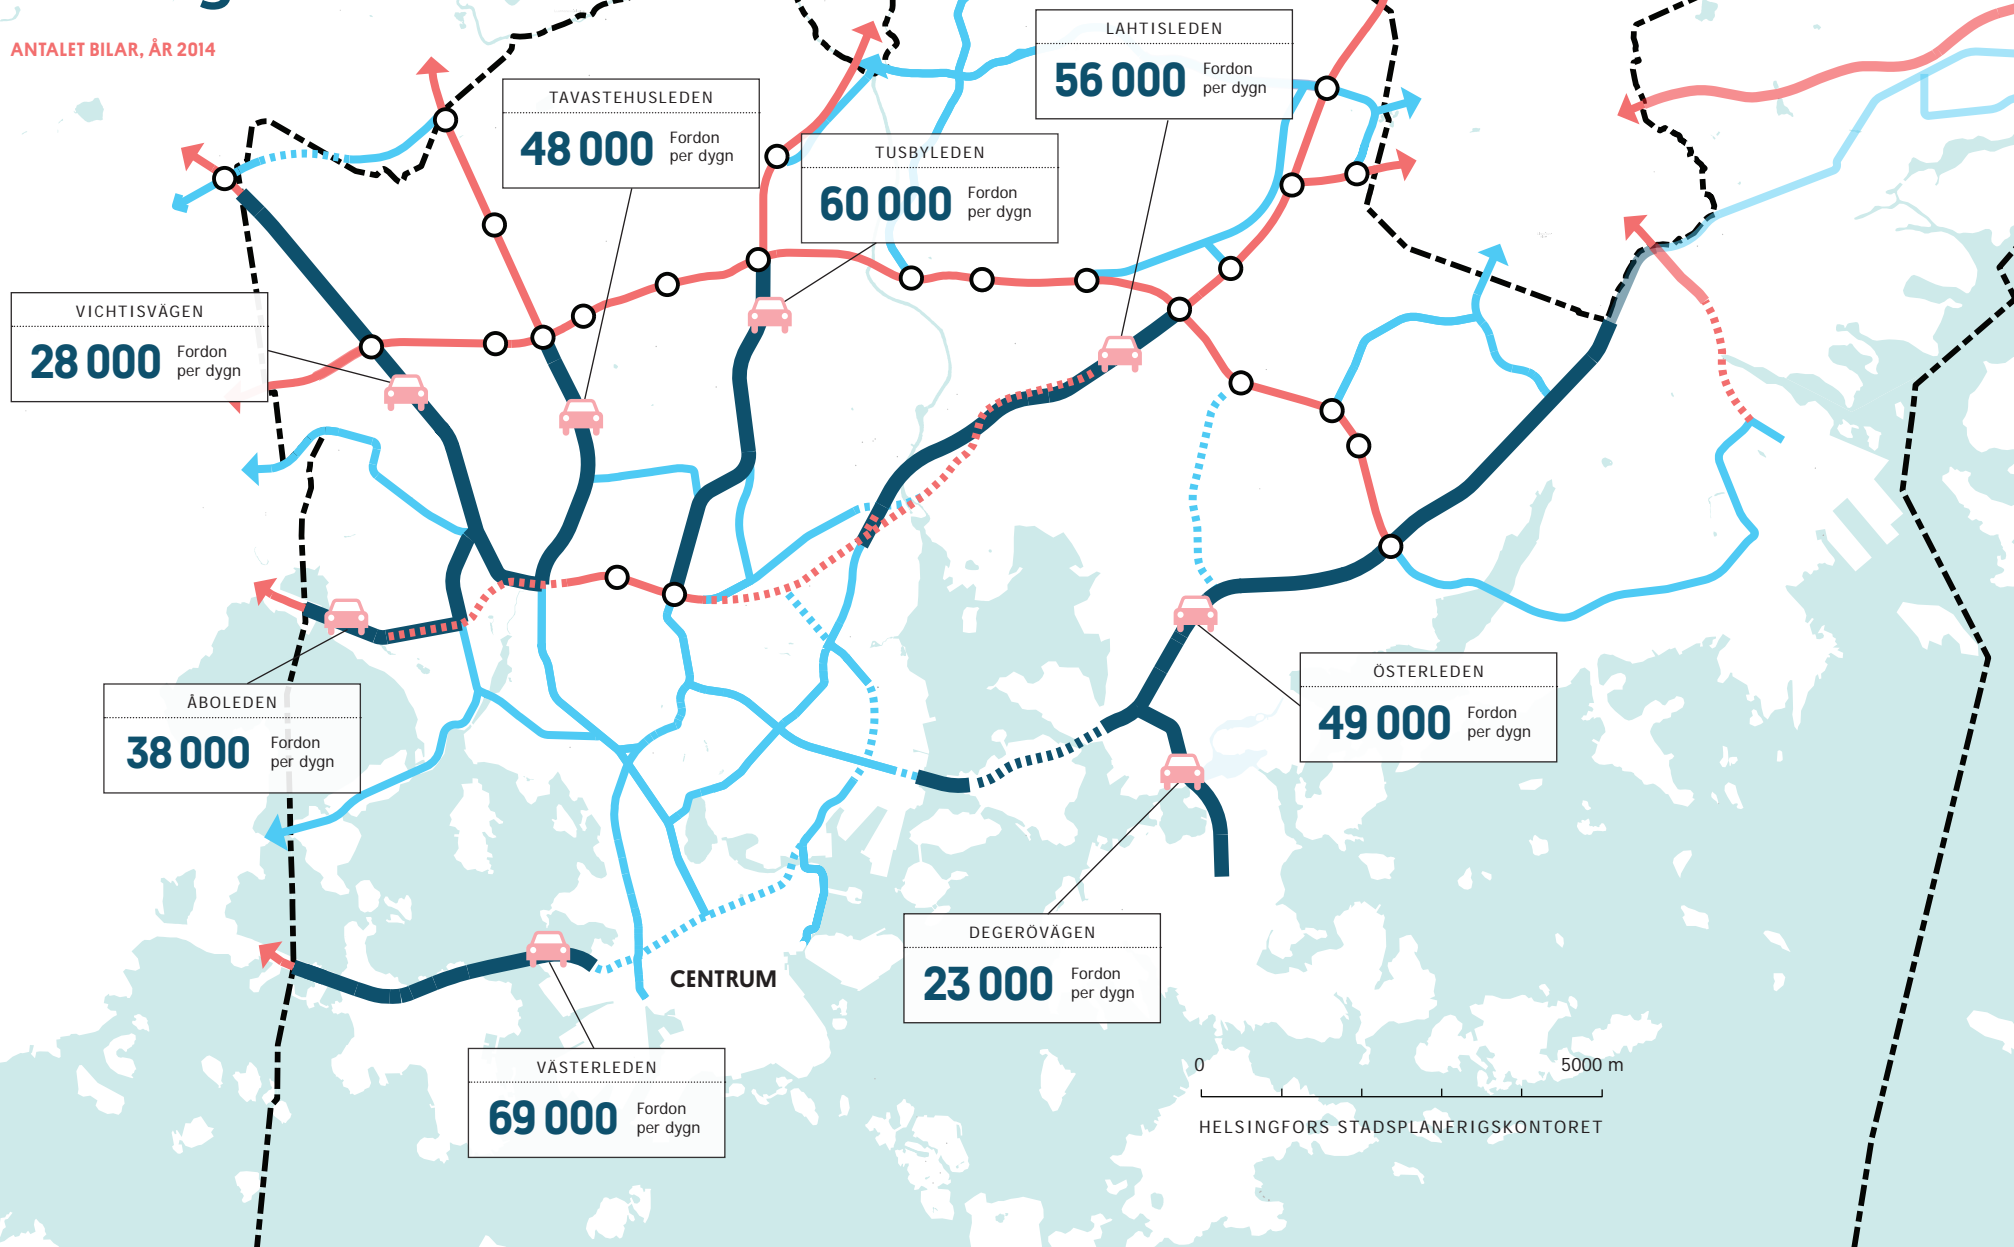 ANTALET BILAR, ÅR 2014
LAHTISLEDEN
56 000
Fordon
per dygn
TAVASTEHUSLEDEN
48 000
Fordon
per dygn
TUSBYLEDEN
60 000
Fordon
per dygn
VICHTISVÄGEN
28 000
Fordon
per dygn
ÅBOLEDEN
38 000
Fordon
per dygn
ÖSTERLEDEN
49 000
Fordon
per dygn
DEGERÖVÄGEN
23 000
Fordon
per dygn
CENTRUM
VÄSTERLEDEN
69 000
Fordon
per dygn
0 5000 m
HELSINGFORS STADSPLANERIGSKONTORET